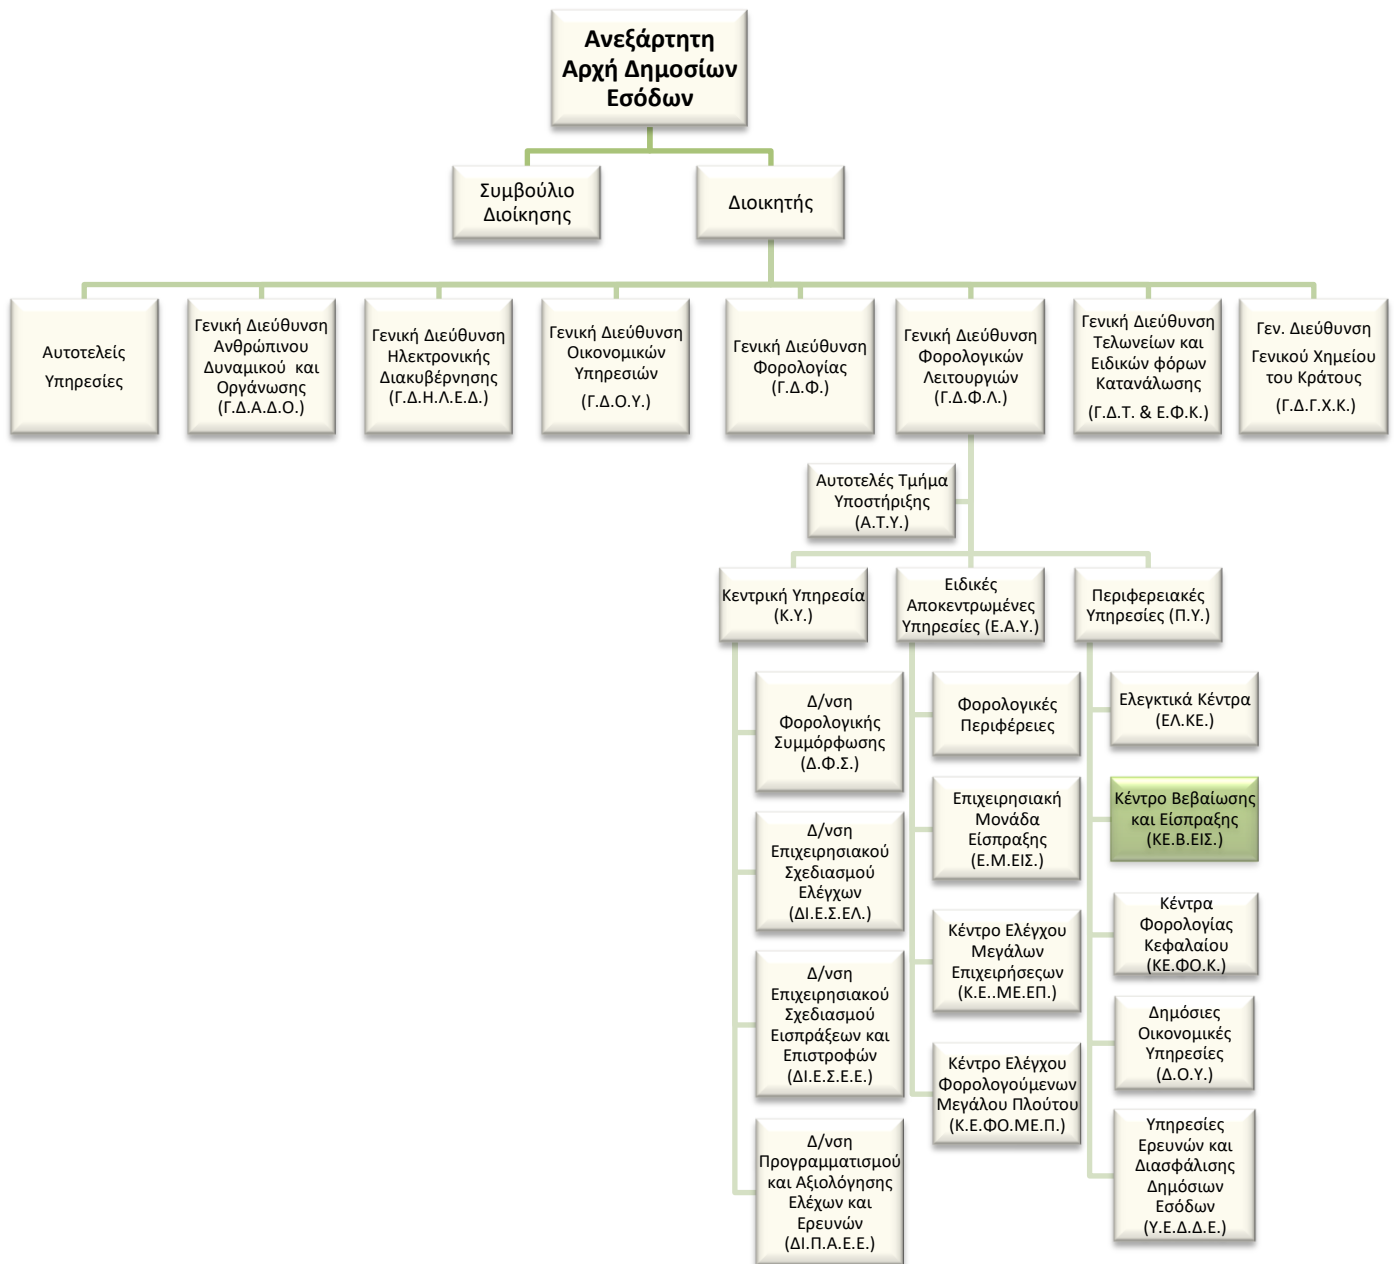 Ανεξάρτητη
Αρχή Δημοσίων
Εσόδων
Συμβούλιο
Διοίκησης
Διοικητής
Αυτοτελείς
Υπηρεσίες
Γενική Διεύθυνση
Ανθρώπινου
Δυναμικού και
Οργάνωσης
(Γ.Δ.Α.Δ.Ο.)
Γενική Διεύθυνση
Ηλεκτρονικής
Διακυβέρνησης
(Γ.Δ.Η.Λ.Ε.Δ.)
Γενική Διεύθυνση
Οικονομικών
Υπηρεσιών
(Γ.Δ.Ο.Υ.)
Γενική Διεύθυνση
Φορολογίας
(Γ.Δ.Φ.)
Γενική Διεύθυνση
Φορολογικών
Λειτουργιών
(Γ.Δ.Φ.Λ.)
Γενική Διεύθυνση
Τελωνείων και
Ειδικών φόρων
Κατανάλωσης
(Γ.Δ.Τ. & Ε.Φ.Κ.)
Γεν. Διεύθυνση
Γενικού Χημείου
του Κράτους
(Γ.Δ.Γ.Χ.Κ.)
Αυτοτελές Τμήμα
Υποστήριξης
(Α.Τ.Υ.)
Κεντρική Υπηρεσία
(Κ.Υ.)
Ειδικές
Αποκεντρωμένες
Υπηρεσίες (Ε.Α.Υ.)
Περιφερειακές
Υπηρεσίες (Π.Υ.)
Δ/νση
Φορολογικής
Συμμόρφωσης
(Δ.Φ.Σ.)
Δ/νση
Επιχειρησιακού
Σχεδιασμού
Ελέγχων
(ΔΙ.Ε.Σ.ΕΛ.)
Δ/νση
Επιχειρησιακού
Σχεδιασμού
Εισπράξεων και
Επιστροφών
(ΔΙ.Ε.Σ.Ε.Ε.)
Δ/νση
Προγραμματισμού
και Αξιολόγησης
Ελέχων και
Ερευνών
(ΔΙ.Π.Α.Ε.Ε.)
Φορολογικές
Περιφέρειες
Επιχειρησιακή
Μονάδα
Είσπραξης
(Ε.Μ.ΕΙΣ.)
Κέντρο Ελέγχου
Μεγάλων
Επιχειρήσεςων
(Κ.Ε..ΜΕ.ΕΠ.)
Κέντρο Ελέγχου
Φορολογούμενων
Μεγάλου Πλούτου
(Κ.Ε.ΦΟ.ΜΕ.Π.)
Ελεγκτικά Κέντρα
(ΕΛ.ΚΕ.)
Κέντρο Βεβαίωσης
και Είσπραξης
(ΚΕ.Β.ΕΙΣ.)
Κέντρα
Φορολογίας
Κεφαλαίου
(ΚΕ.ΦΟ.Κ.)
Δημόσιες
Οικονομικές
Υπηρεσίες
(Δ.Ο.Υ.)
Υπηρεσίες
Ερευνών και
Διασφάλισης
Δημόσιων
Εσόδων
(Υ.Ε.Δ.Δ.Ε.)